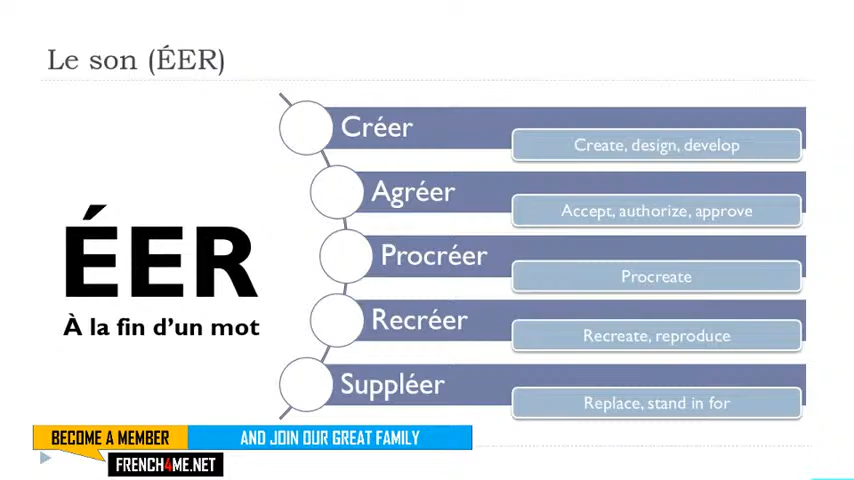 Le son (ÉER)
ÉER
À la fin d'un mot
Créer
Create, design, develop
Agréer
Accept, authorize, approve
Procréer
Procreate
Recréer
Recreate, reproduce
Suppléer
Replace, stand in for
BECOME A MEMBER
AND JOIN OUR GREAT FAMILY
FRENCH4ME.NET